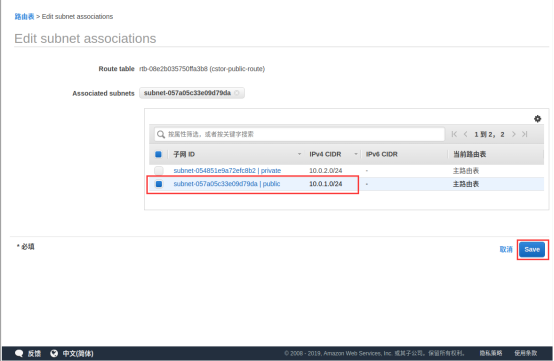 路由表 > Edit subnet associations
Edit subnet associations
Route table rtb-08e2b035750ffa3b8 (cstor-public-route)
Associated subnets subnet-057a05c33e09d79da
按属性筛选、或者按关键字搜索 1 到 2, 2
子网 ID IPv4 CIDR IPv6 CIDR 当前路由表
subnet-054851e9a72efc8b2 | private 10.0.2.0/24 - 主路由表
subnet-057a05c33e09d79da | public 10.0.1.0/24 - 主路由表
* 必填 取消 Save
反馈 中文(简体) © 2008 - 2019, Amazon Web Services, Inc. 或其子公司。保留所有权利。 隐私策略 使用条款